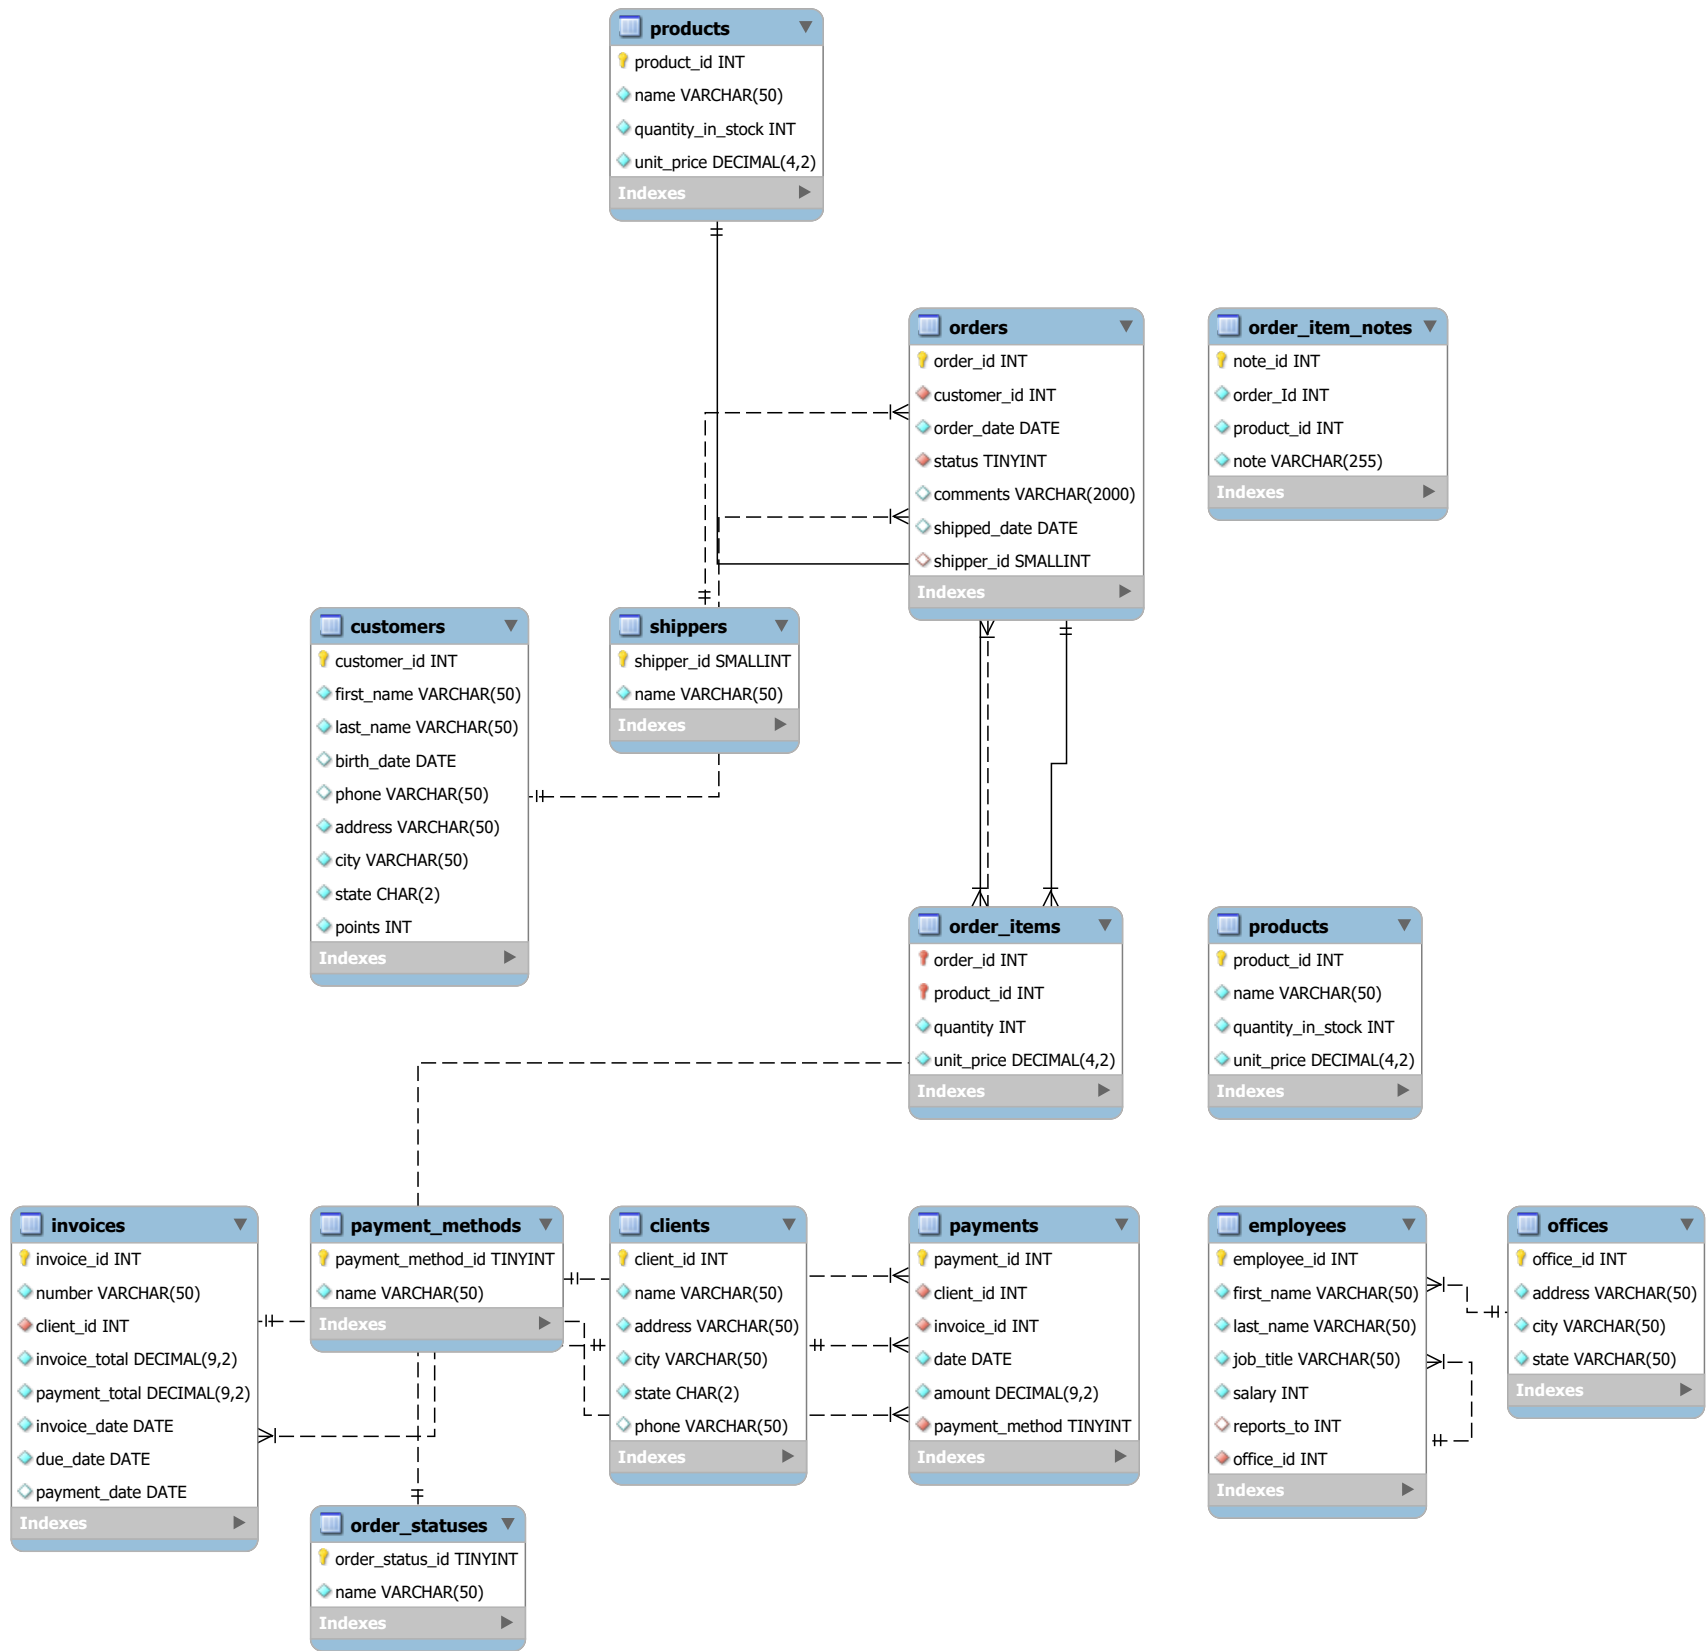 products
product_id INT
name VARCHAR(50)
quantity_in_stock INT
unit_price DECIMAL(4,2)
Indexes
orders
order_id INT
customer_id INT
order_date DATE
status TINYINT
comments VARCHAR(2000)
shipped_date DATE
shipper_id SMALLINT
Indexes
order_item_notes
note_id INT
order_Id INT
product_id INT
note VARCHAR(255)
Indexes
customers
customer_id INT
first_name VARCHAR(50)
last_name VARCHAR(50)
birth_date DATE
phone VARCHAR(50)
address VARCHAR(50)
city VARCHAR(50)
state CHAR(2)
points INT
Indexes
shippers
shipper_id SMALLINT
name VARCHAR(50)
Indexes
order_items
order_id INT
product_id INT
quantity INT
unit_price DECIMAL(4,2)
Indexes
products
product_id INT
name VARCHAR(50)
quantity_in_stock INT
unit_price DECIMAL(4,2)
Indexes
invoices
invoice_id INT
number VARCHAR(50)
client_id INT
invoice_total DECIMAL(9,2)
payment_total DECIMAL(9,2)
invoice_date DATE
due_date DATE
payment_date DATE
Indexes
payment_methods
payment_method_id TINYINT
name VARCHAR(50)
Indexes
clients
client_id INT
name VARCHAR(50)
address VARCHAR(50)
city VARCHAR(50)
state CHAR(2)
phone VARCHAR(50)
Indexes
payments
payment_id INT
client_id INT
invoice_id INT
date DATE
amount DECIMAL(9,2)
payment_method TINYINT
Indexes
employees
employee_id INT
first_name VARCHAR(50)
last_name VARCHAR(50)
job_title VARCHAR(50)
salary INT
reports_to INT
office_id INT
Indexes
offices
office_id INT
address VARCHAR(50)
city VARCHAR(50)
state VARCHAR(50)
Indexes
order_statuses
order_status_id TINYINT
name VARCHAR(50)
Indexes